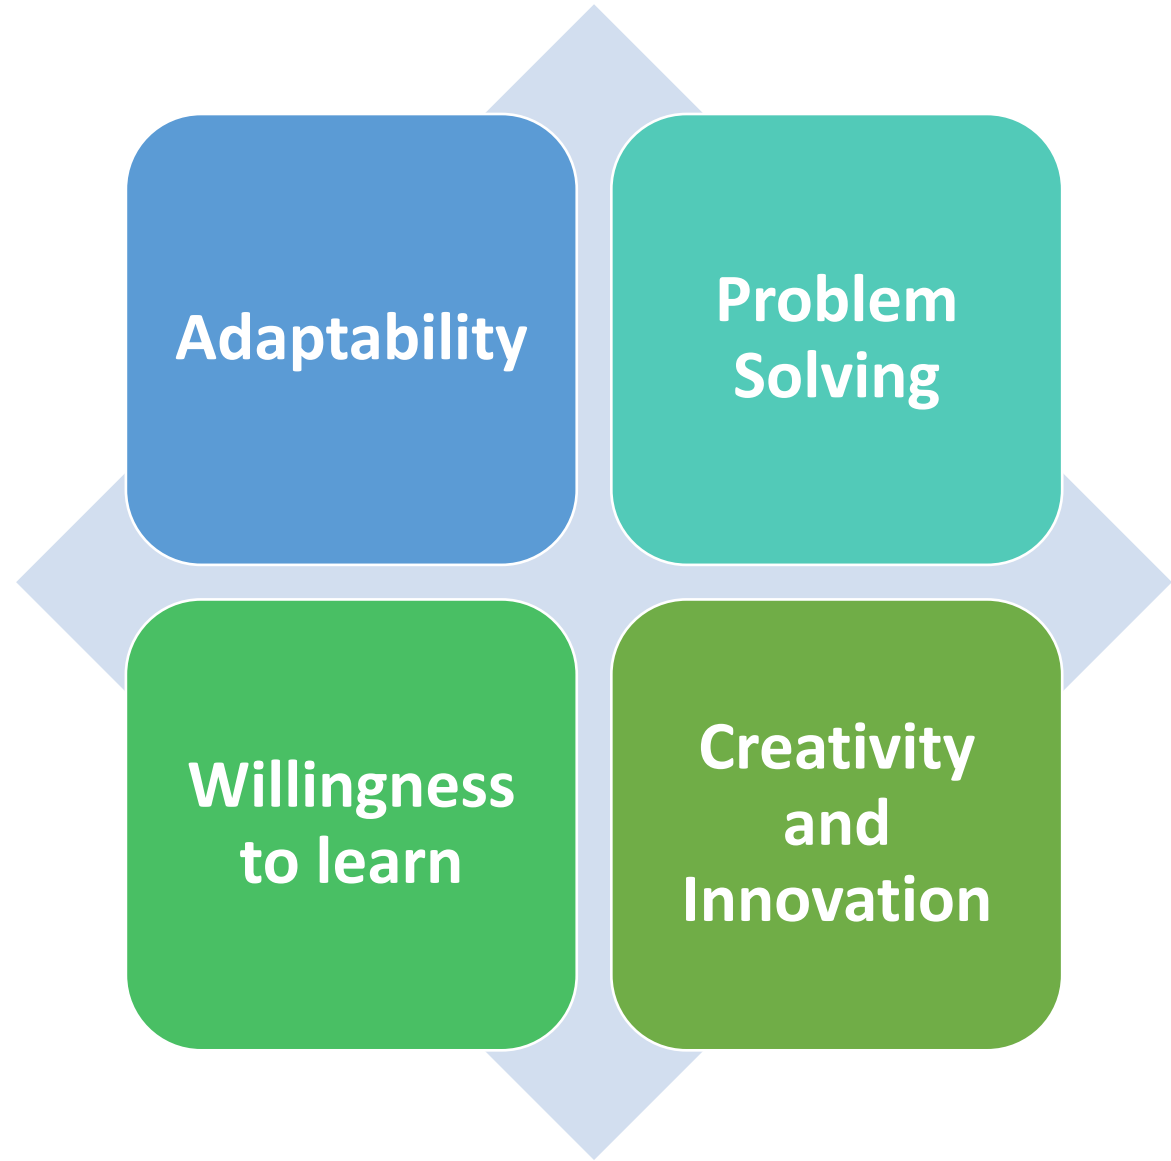 Adaptability
Problem
Solving
Willingness
to learn
Creativity
and
Innovation